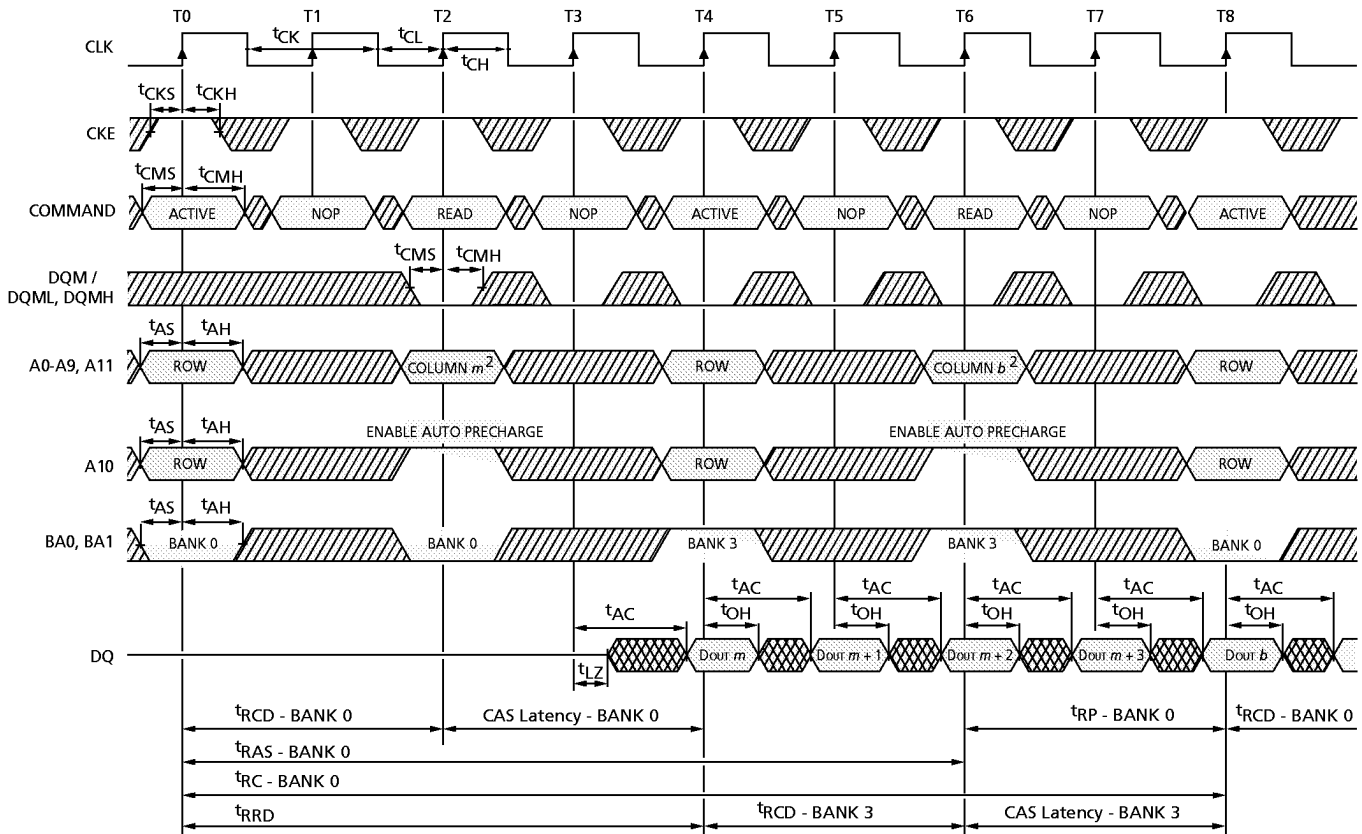 T0 T1 T2 T3 T4 T5 T6 T7 T8
CLK tCK tCL tCH
tCKS tCKH
CKE
tCMS tCMH
COMMAND ACTIVE NOP READ NOP ACTIVE NOP READ NOP ACTIVE
tCMS tCMH
DQM /
DQML, DQMH
tAS tAH
A0-A9, A11 ROW COLUMN m2 ROW COLUMN b2 ROW
tAS tAH ENABLE AUTO PRECHARGE ENABLE AUTO PRECHARGE
A10 ROW ROW ROW
tAS tAH
BA0, BA1 BANK 0 BANK 0 BANK 3 BANK 3 BANK 0
tAC tAC tAC tAC tAC
tAC tOH tOH tOH tOH tOH
DQ DOUT m DOUT m + 1 DOUT m + 2 DOUT m + 3 DOUT b
tLZ
tRCD - BANK 0 CAS Latency - BANK 0 tRP - BANK 0 tRCD - BANK 0
tRAS - BANK 0
tRC - BANK 0
tRRD tRCD - BANK 3 CAS Latency - BANK 3